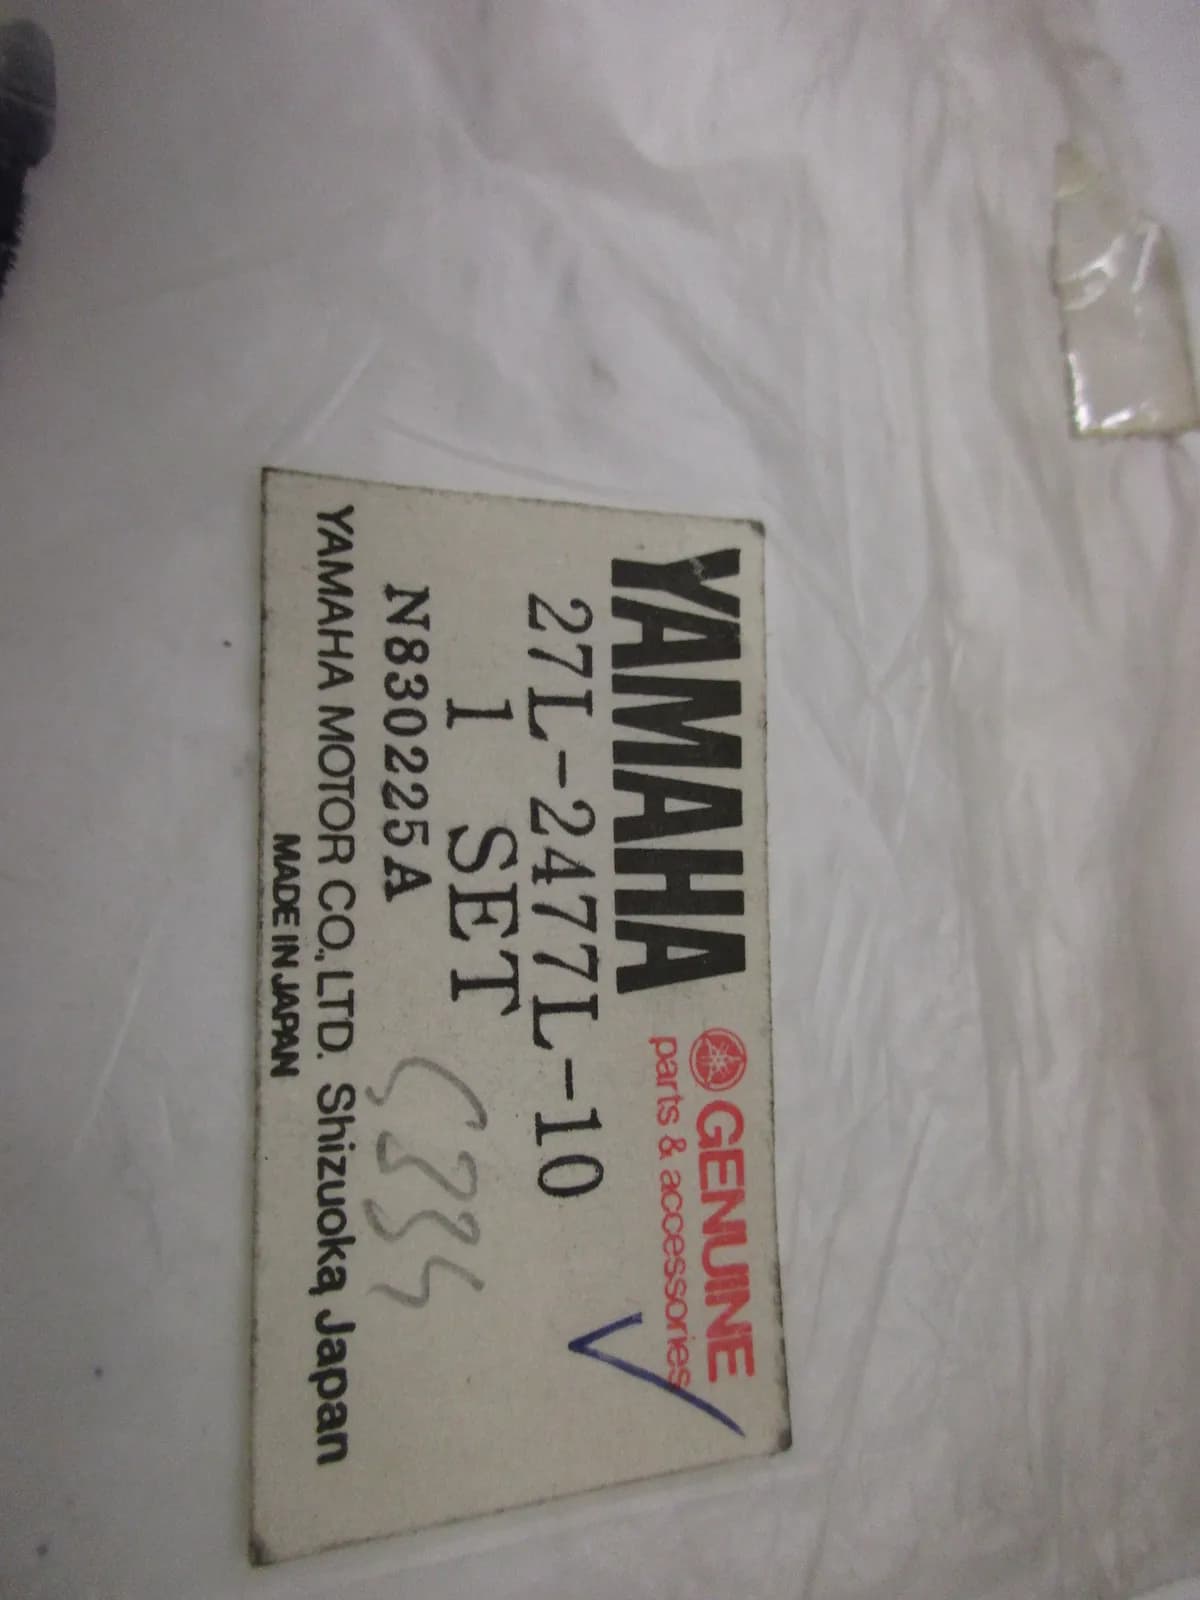 YAMAHA GENUINE
parts & accessories
27L-2477L-10
1 SET
N830225A
YAMAHA MOTOR CO., LTD. Shizuoka, Japan
MADE IN JAPAN